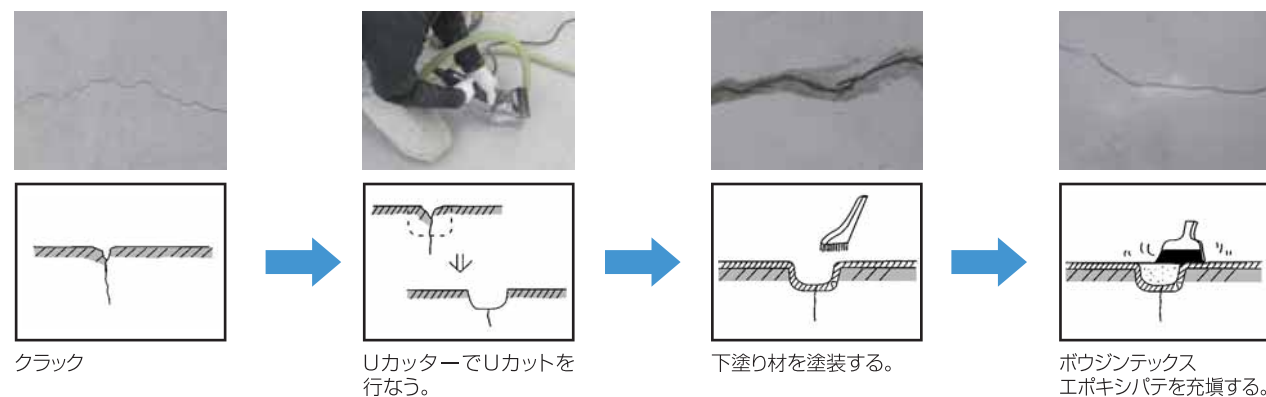 クラック
Uカッターで Uカットを
行なう。
下塗り材を塗装する。
ボウジンテックス
エポキシパテを充填する。